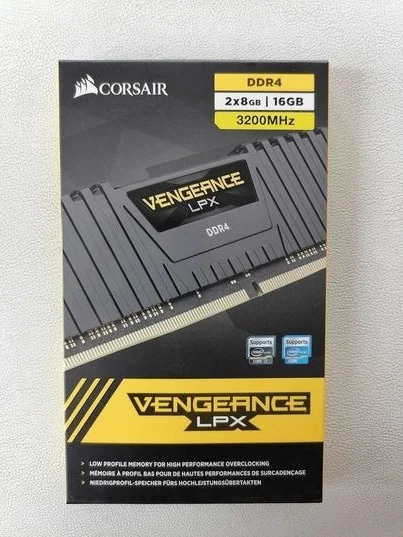 CORSAIR
DDR4
2x8GB | 16GB
3200MHz
VENGEANCE
LPX
DDR4
Supports
Supports
VENGEANCE
LPX
> LOW PROFILE MEMORY FOR HIGH PERFORMANCE OVERCLOCKING
> MÉMOIRE À PROFIL BAS POUR DE HAUTES PERFORMANCES DE SURCADENÇAGE
> NIEDRIGPROFIL-SPEICHER FÜRS HOCHLEISTUNGSÜBERTAKTEN